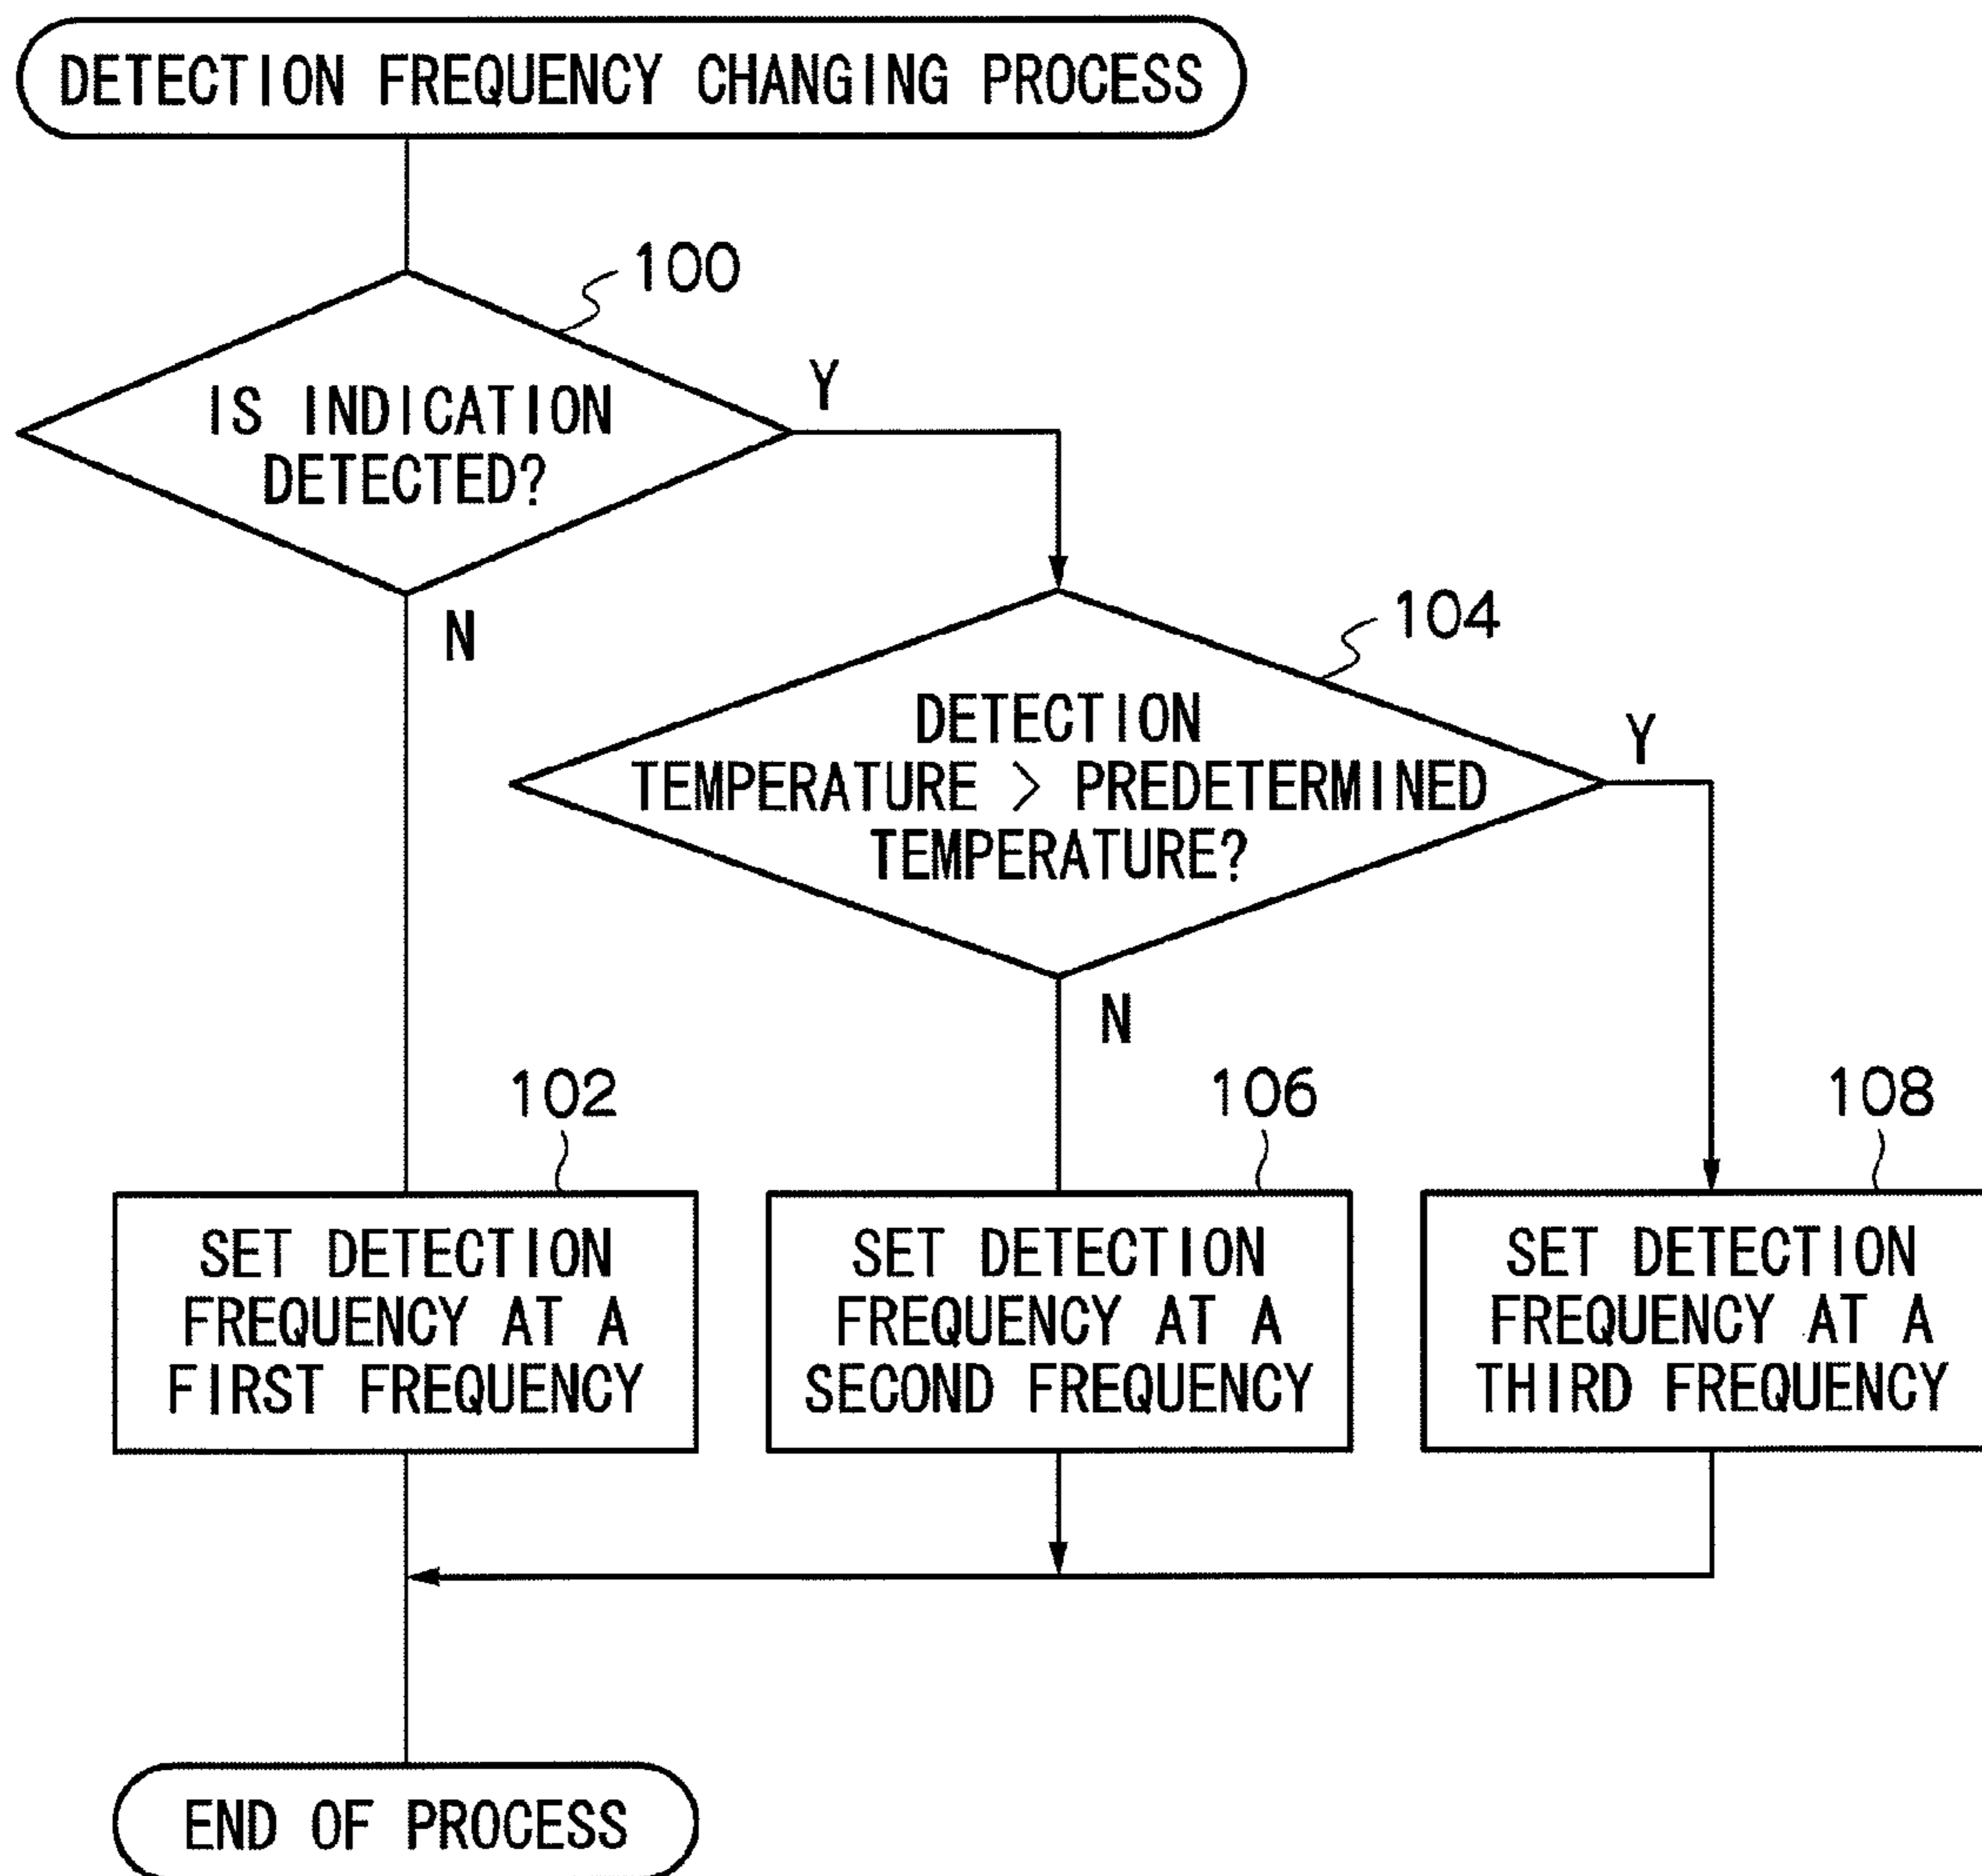 DETECTION FREQUENCY CHANGING PROCESS
100
IS INDICATION
DETECTED?
Y
N
104
DETECTION
TEMPERATURE > PREDETERMINED
TEMPERATURE?
Y
N
102
SET DETECTION
FREQUENCY AT A
FIRST FREQUENCY
106
SET DETECTION
FREQUENCY AT A
SECOND FREQUENCY
108
SET DETECTION
FREQUENCY AT A
THIRD FREQUENCY
END OF PROCESS